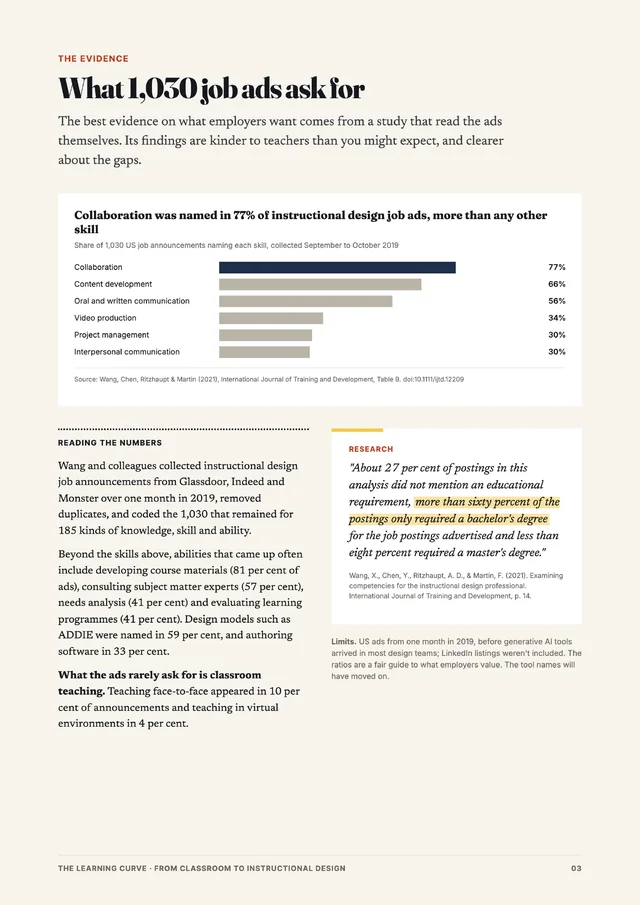 THE EVIDENCE
What 1,030 job ads ask for
The best evidence on what employers want comes from a study that read the ads
themselves. Its findings are kinder to teachers than you might expect, and clearer
about the gaps.
Collaboration was named in 77% of instructional design job ads, more than any other
skill
Share of 1,030 US job announcements naming each skill, collected September to October 2019
Collaboration 77%
Content development 66%
Oral and written communication 56%
Video production 34%
Project management 30%
Interpersonal communication 30%
Source: Wang, Chen, Ritzhaupt & Martin (2021), International Journal of Training and Development, Table B. doi:10.1111/ijtd.12209
READING THE NUMBERS
Wang and colleagues collected instructional design
job announcements from Glassdoor, Indeed and
Monster over one month in 2019, removed
duplicates, and coded the 1,030 that remained for
185 kinds of knowledge, skill and ability.
Beyond the skills above, abilities that came up often
include developing course materials (81 per cent of
ads), consulting subject matter experts (57 per cent),
needs analysis (41 per cent) and evaluating learning
programmes (41 per cent). Design models such as
ADDIE were named in 59 per cent, and authoring
software in 33 per cent.
What the ads rarely ask for is classroom
teaching. Teaching face-to-face appeared in 10 per
cent of announcements and teaching in virtual
environments in 4 per cent.
RESEARCH
"About 27 per cent of postings in this
analysis did not mention an educational
requirement, more than sixty percent of the
postings only required a bachelor's degree
for the job postings advertised and less than
eight percent required a master's degree."
Wang, X., Chen, Y., Ritzhaupt, A. D., & Martin, F. (2021). Examining
competencies for the instructional design professional.
International Journal of Training and Development, p. 14.
Limits. US ads from one month in 2019, before generative AI tools
arrived in most design teams; LinkedIn listings weren't included. The
ratios are a fair guide to what employers value. The tool names will
have moved on.
THE LEARNING CURVE · FROM CLASSROOM TO INSTRUCTIONAL DESIGN
03